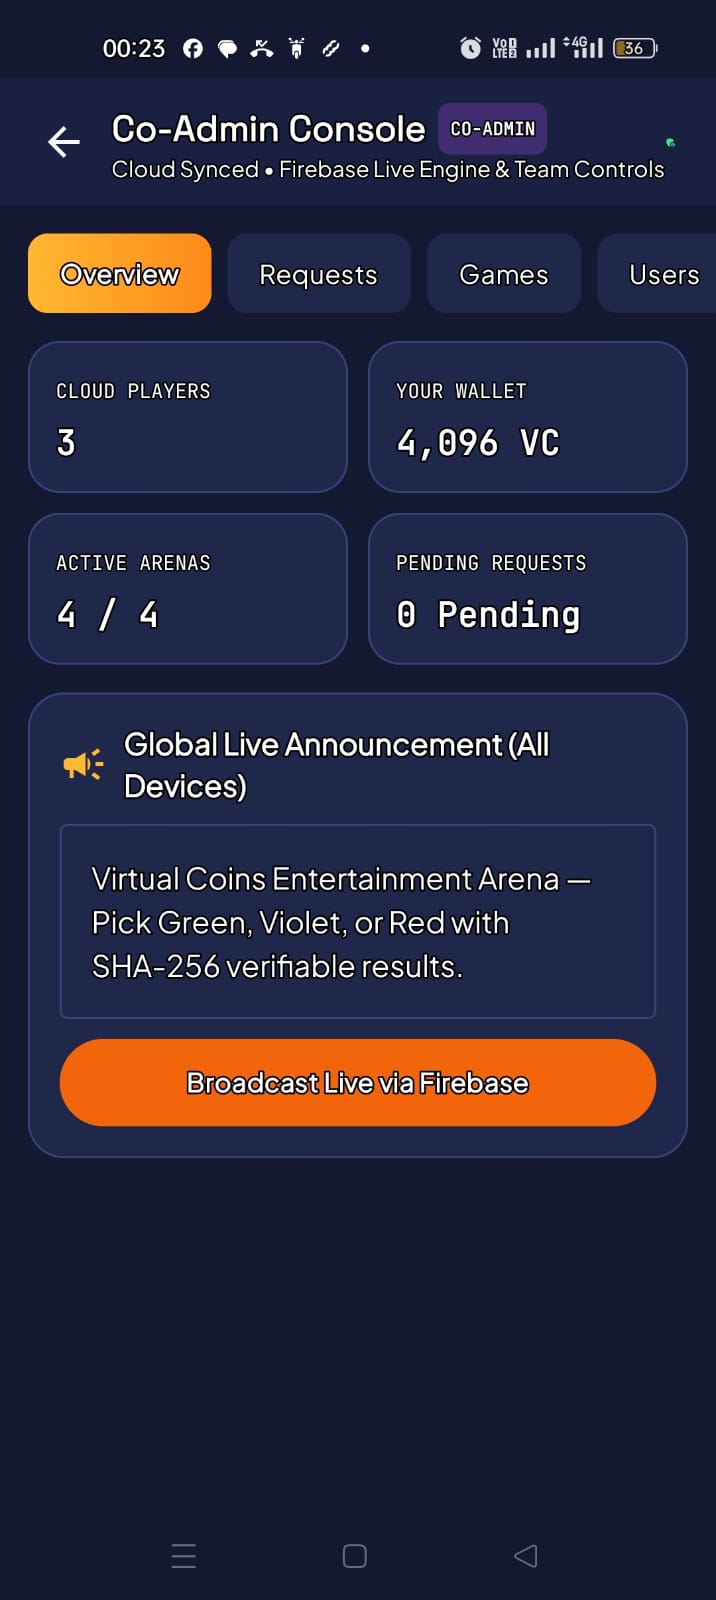 00:23
VoD LTE2 4G 36
Co-Admin Console CO-ADMIN
Cloud Synced • Firebase Live Engine & Team Controls
Overview Requests Games Users
CLOUD PLAYERS YOUR WALLET
3 4,096 VC
ACTIVE ARENAS PENDING REQUESTS
4 / 4 0 Pending
Global Live Announcement (All
Devices)
Virtual Coins Entertainment Arena —
Pick Green, Violet, or Red with
SHA-256 verifiable results.
Broadcast Live via Firebase